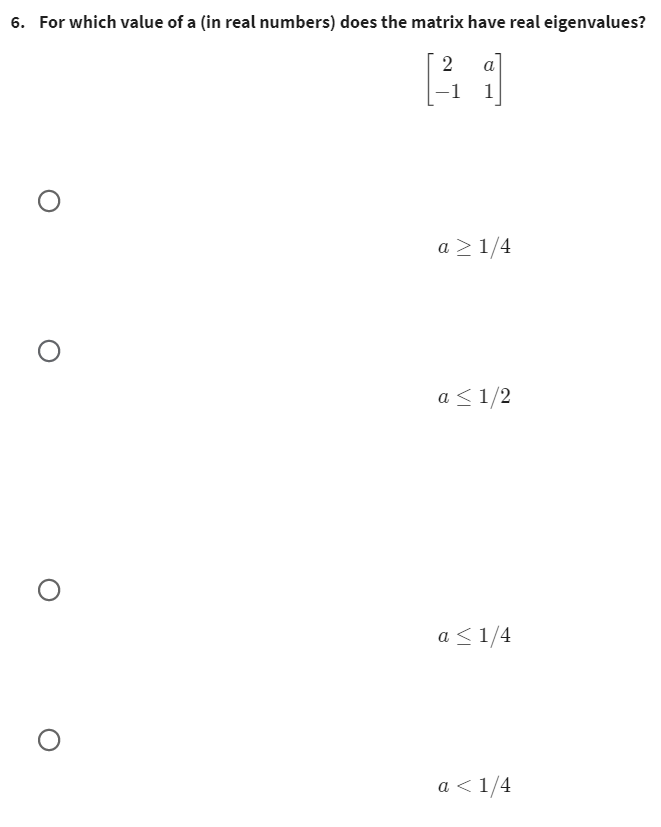 6. For which value of a (in real numbers) does the matrix have real eigenvalues?
[2 a
−1 1]
a ≥ 1/4
a ≤ 1/2
a ≤ 1/4
a < 1/4